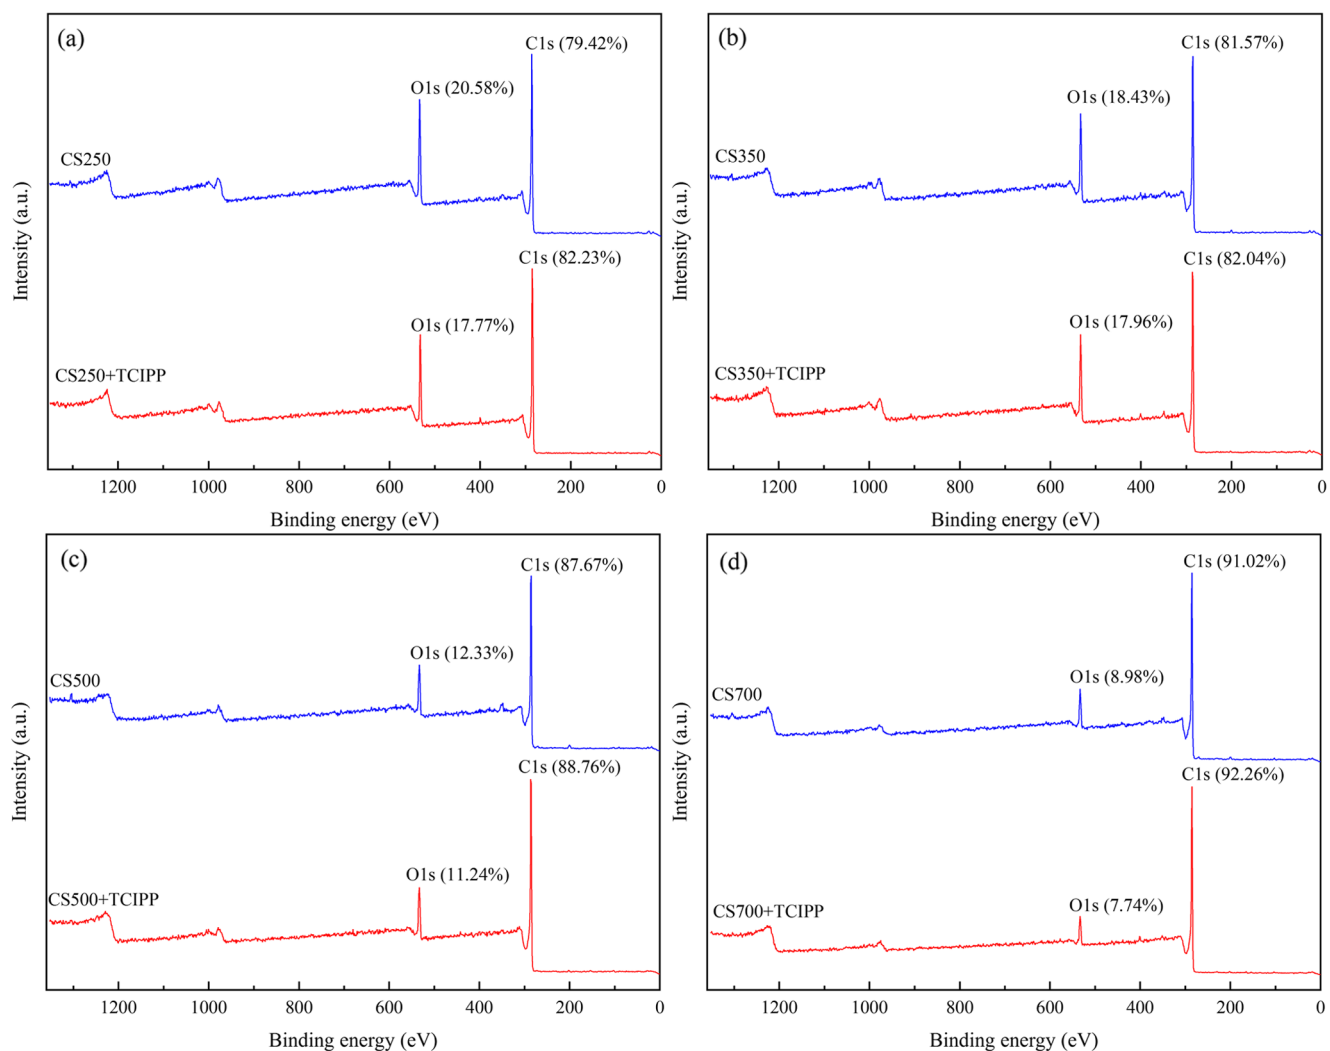 (a)
C1s (79.42%)
O1s (20.58%)
CS250
C1s (82.23%)
O1s (17.77%)
CS250+TCIPP
Intensity (a.u.)
1200 1000 800 600 400 200 0
Binding energy (eV)
(b)
C1s (81.57%)
O1s (18.43%)
CS350
C1s (82.04%)
O1s (17.96%)
CS350+TCIPP
Intensity (a.u.)
1200 1000 800 600 400 200 0
Binding energy (eV)
(c)
C1s (87.67%)
O1s (12.33%)
CS500
C1s (88.76%)
O1s (11.24%)
CS500+TCIPP
Intensity (a.u.)
1200 1000 800 600 400 200 0
Binding energy (eV)
(d)
C1s (91.02%)
O1s (8.98%)
CS700
C1s (92.26%)
O1s (7.74%)
CS700+TCIPP
Intensity (a.u.)
1200 1000 800 600 400 200 0
Binding energy (eV)